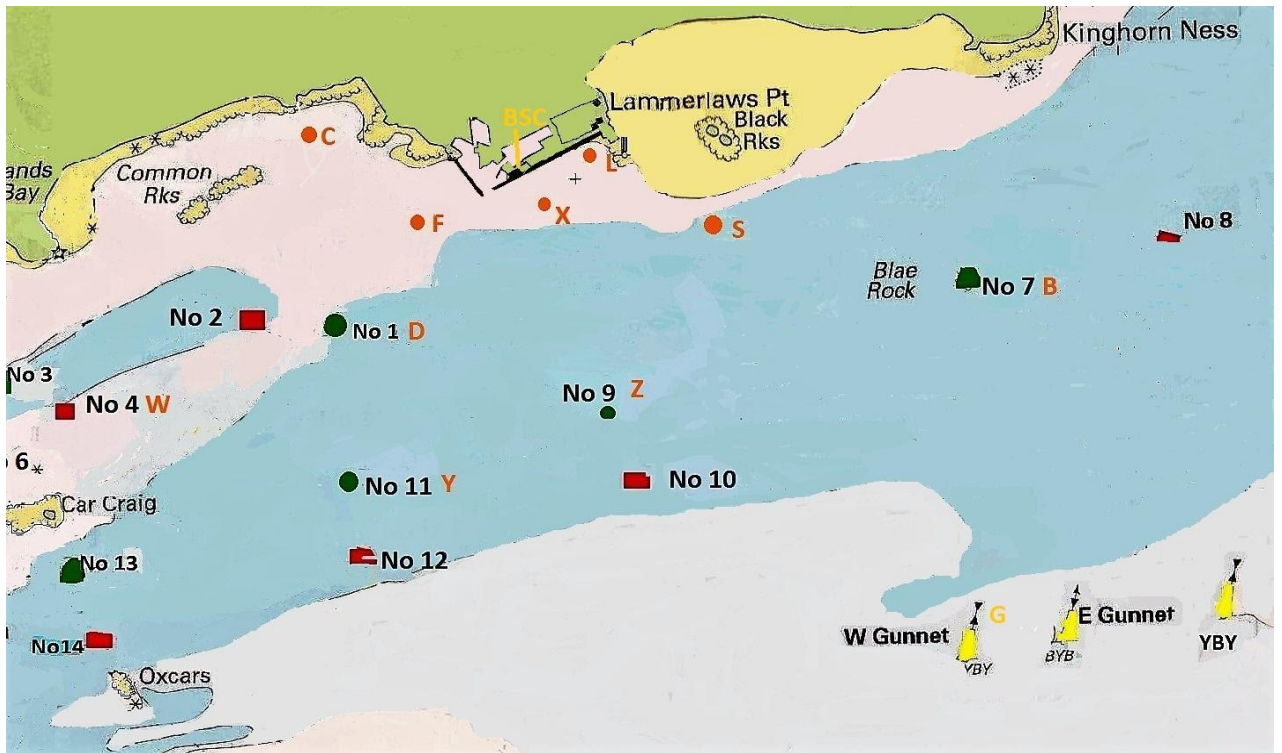 Kinghorn Ness
Lammerlaws Pt
BSC
Black
Rks
C
L
ands
Bay
Common
Rks
F
X
S
No 8
Blae
Rock
No 7 B
No 2
No 1 D
No 3
No 4 W
No 9 Z
6
No 11 Y
No 10
Car Craig
No 12
No 13
G
W Gunnet
E Gunnet
YBY
No14
YBY
BYB
Oxcars